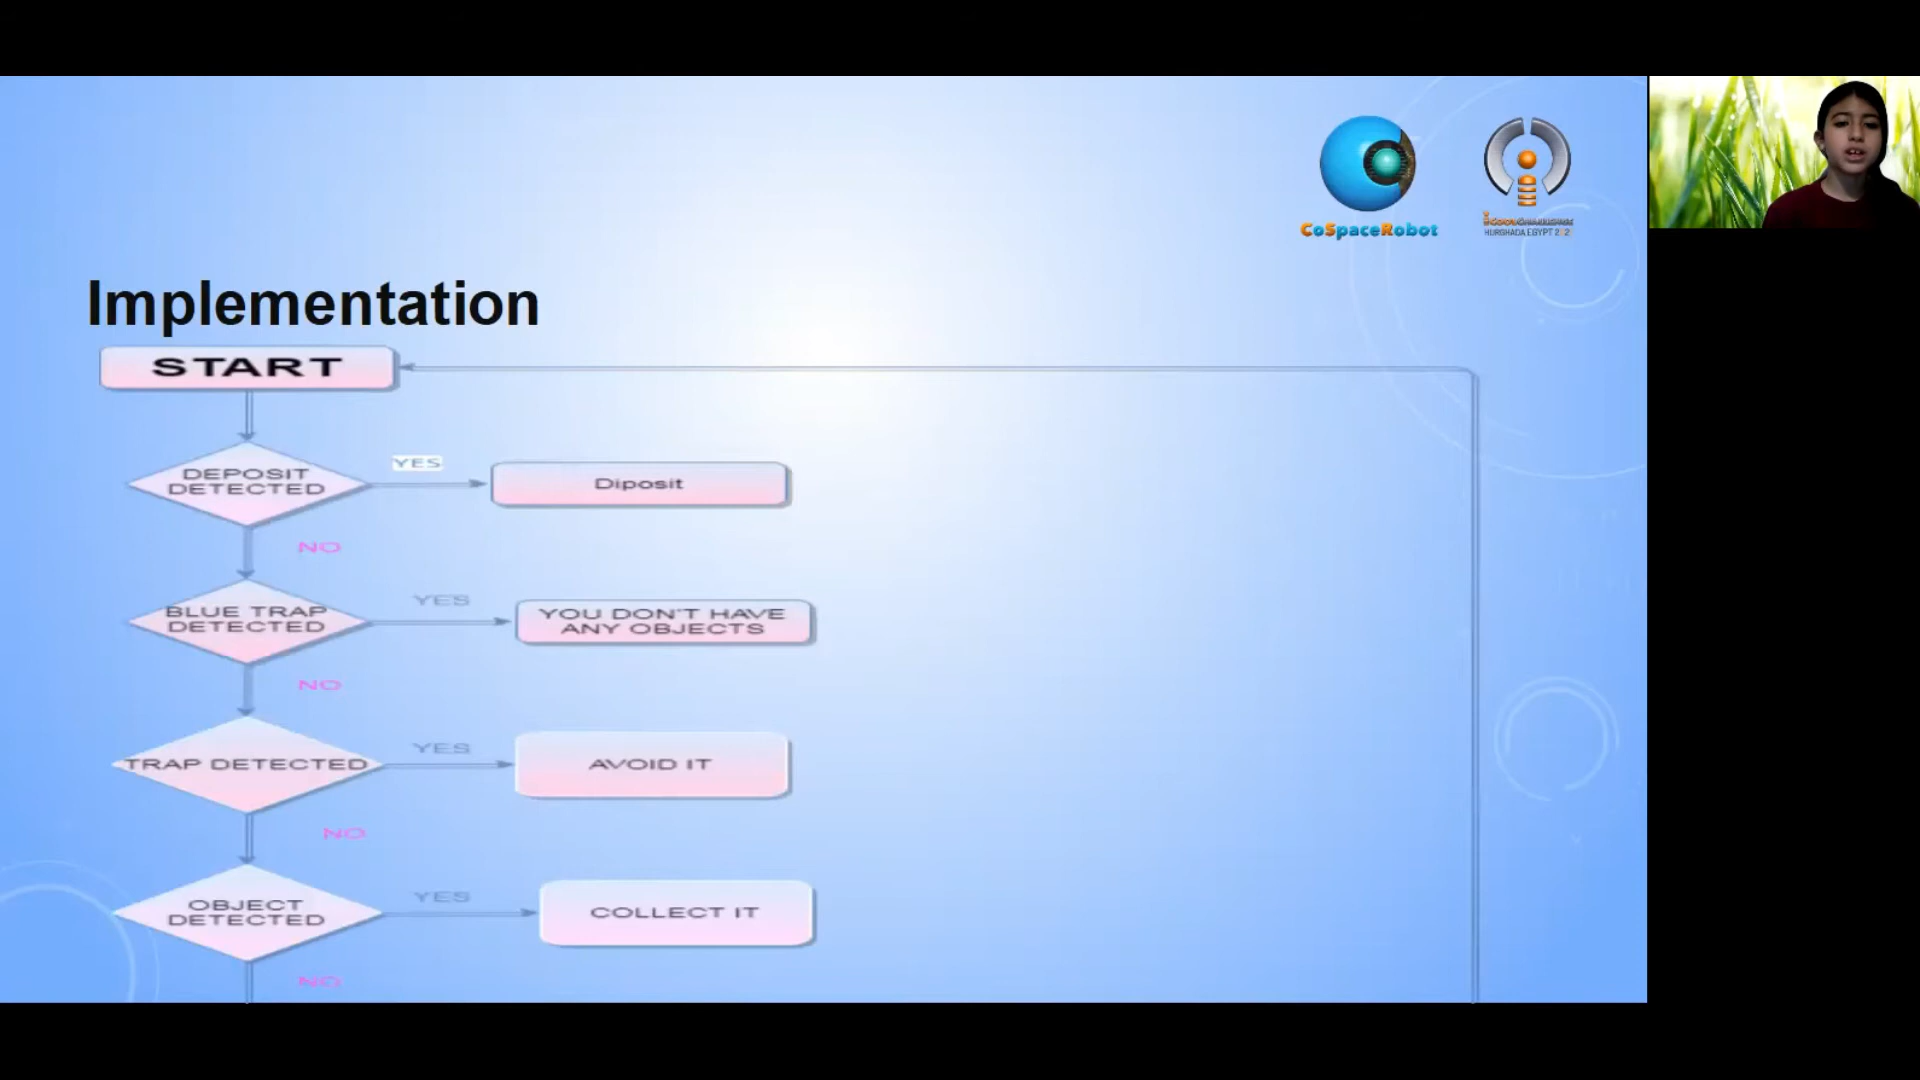 CoSpaceRobot
HURGHADA EGYPT
Implementation
START
DEPOSIT
DETECTED
YES
Diposit
NO
BLUE TRAP
DETECTED
YES
YOU DON'T HAVE
ANY OBJECTS
NO
TRAP DETECTED
YES
AVOID IT
NO
OBJECT
DETECTED
YES
COLLECT IT
NO